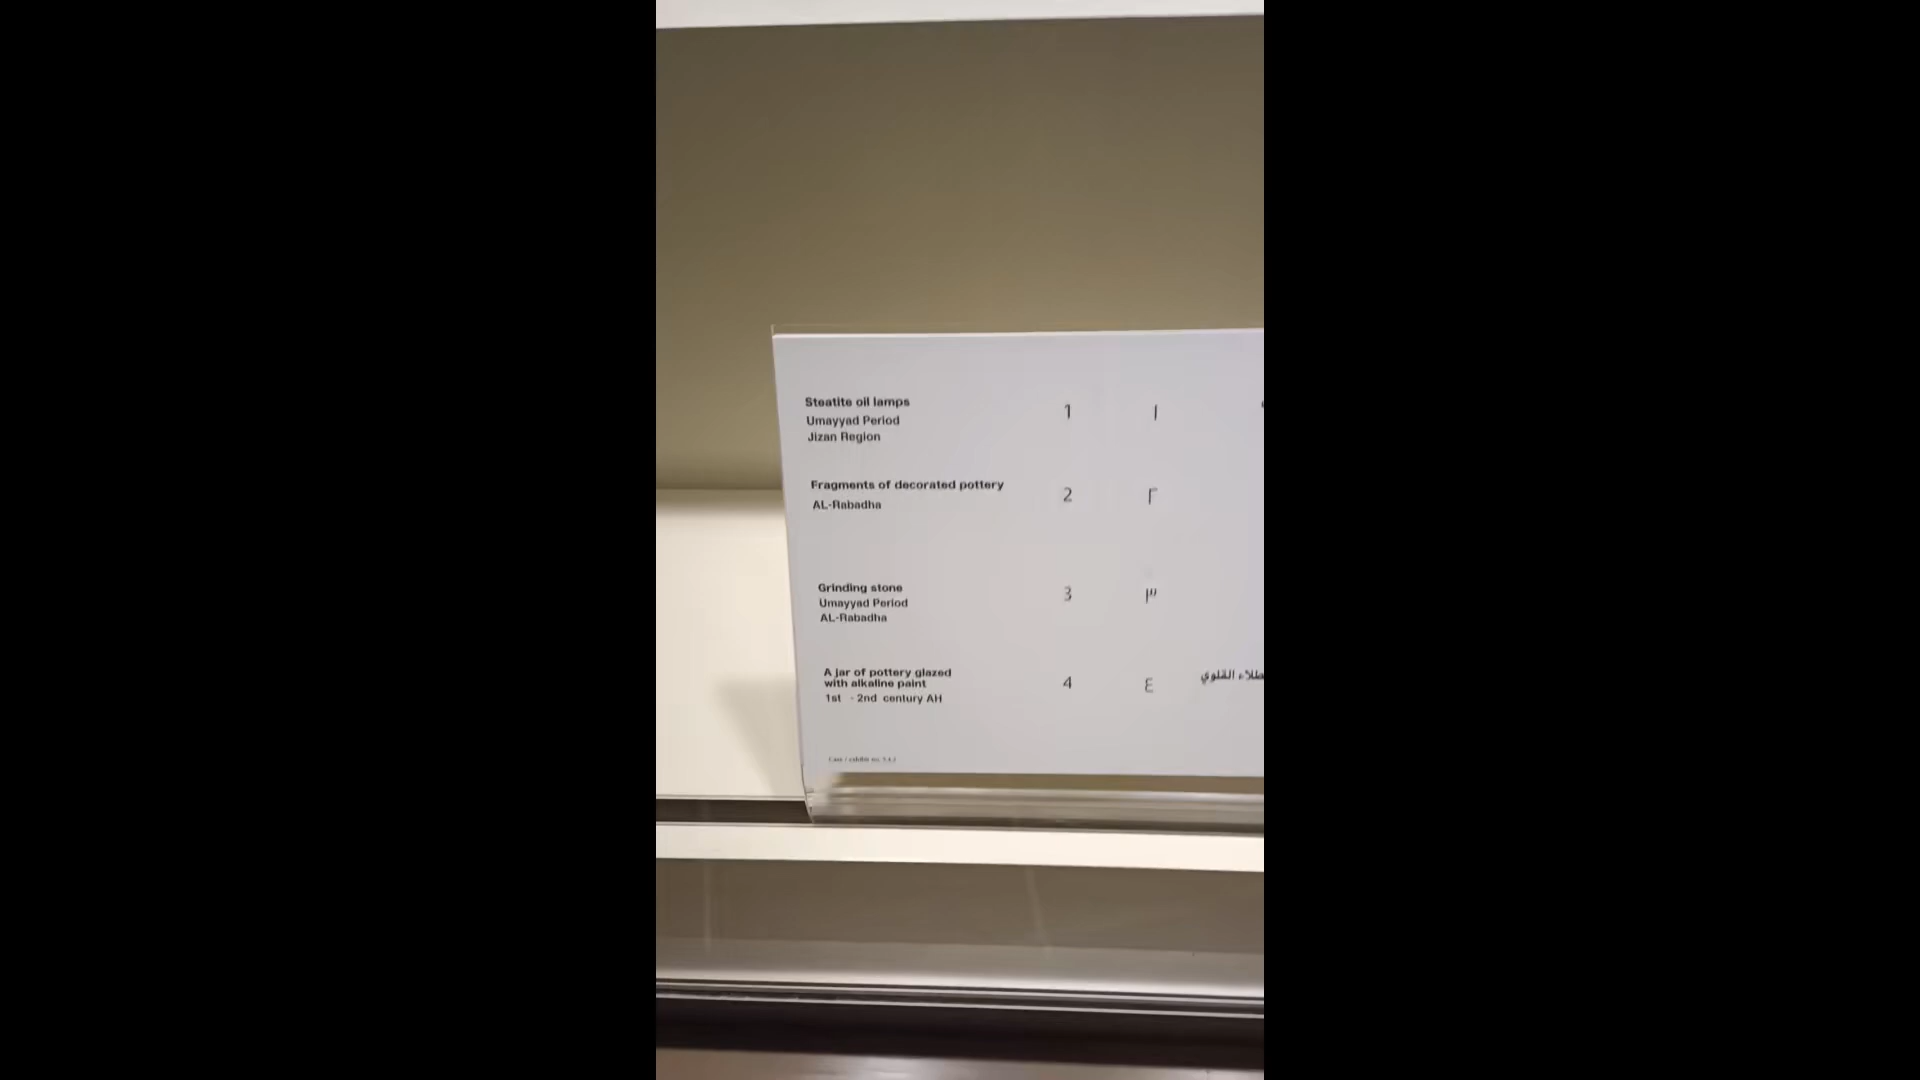 Steatite oil lamps
Umayyad Period
Jizan Region
1 ١
Fragments of decorated pottery
AL-Rabadha
2 ٢
Grinding stone
Umayyad Period
AL-Rabadha
3 ٣
A jar of pottery glazed
with alkaline paint
1st - 2nd century AH
4 ٤
القلوي